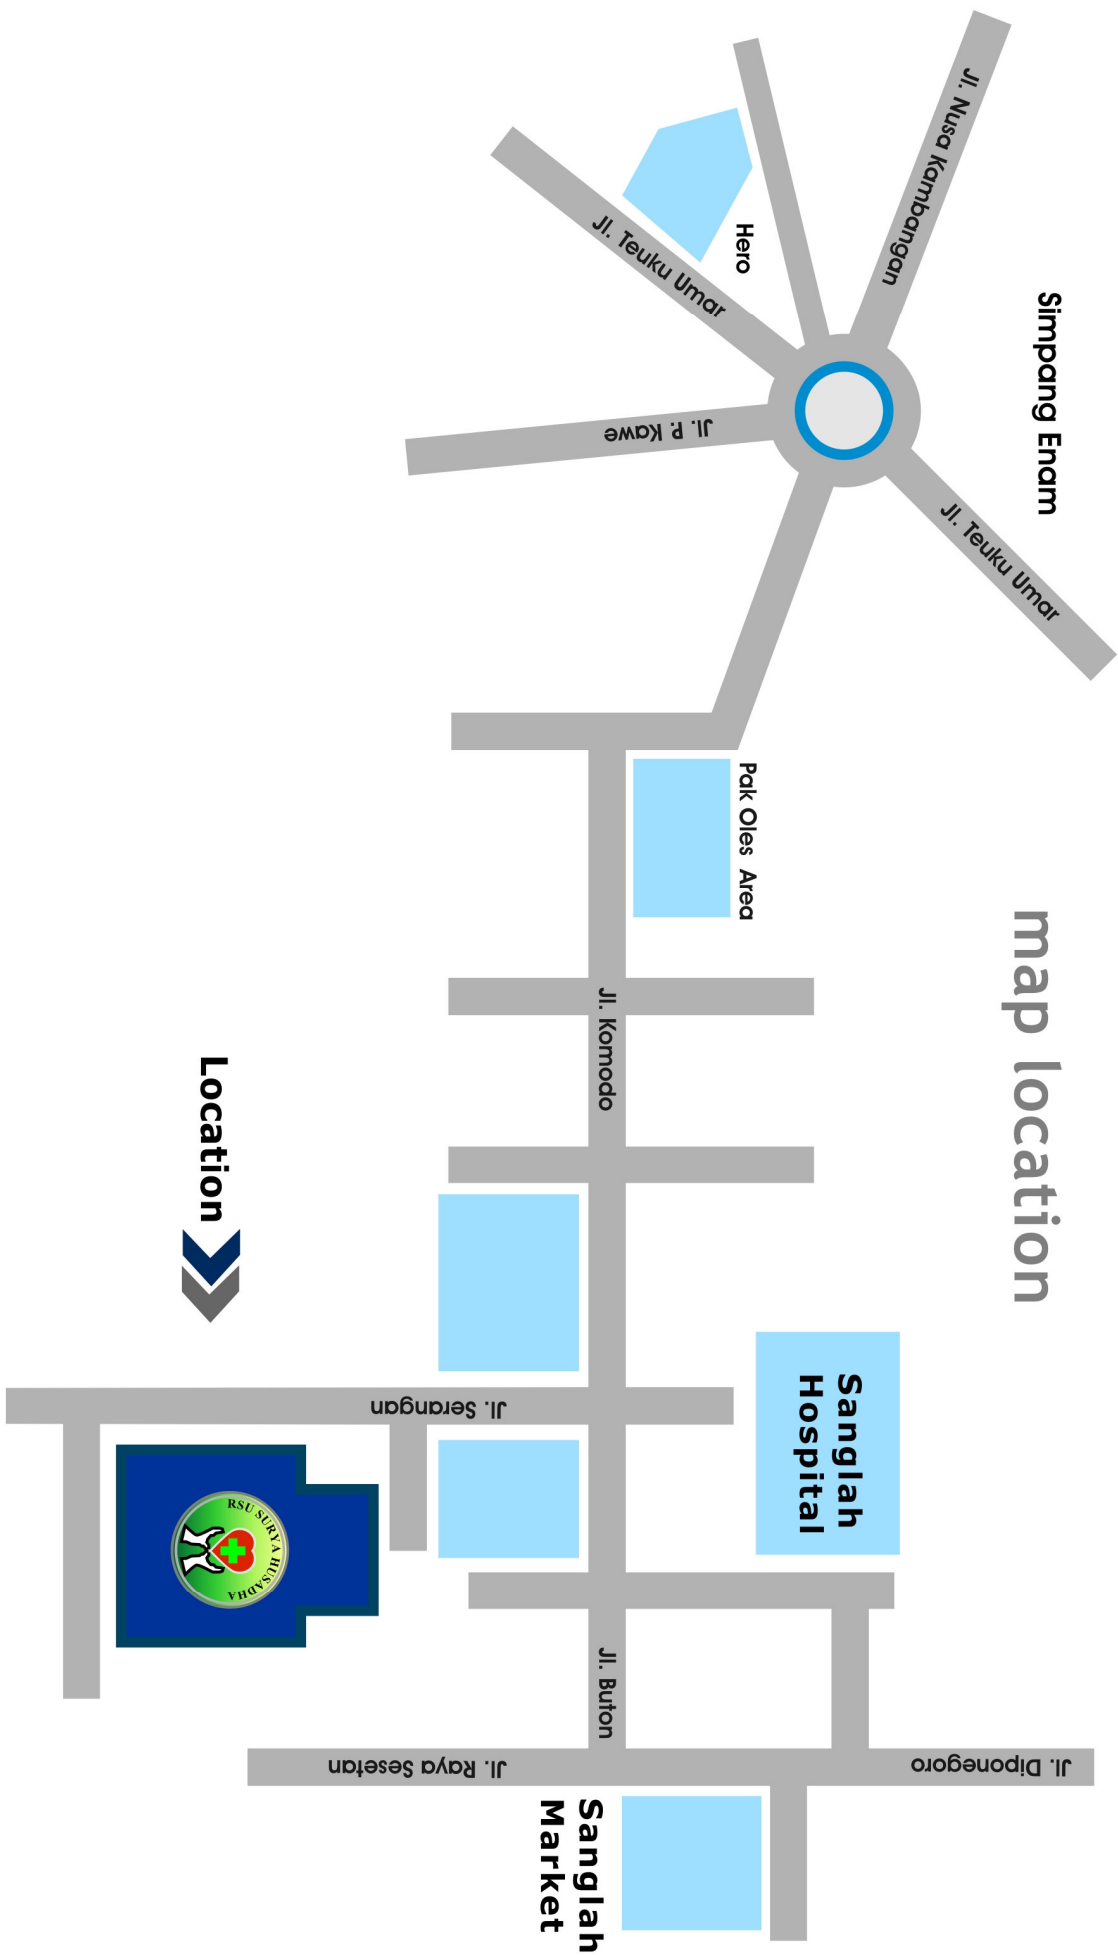 map location
Simpang Enam
Jl. Nusa Kambangan
Jl. Teuku Umar
Hero
Jl. Teuku Umar
Jl. P. Kawe
Pak Oles Area
Jl. Komodo
Sanglah
Hospital
Jl. Serangan
Location
RSU SURYA HUSADHA
Jl. Buton
Jl. Diponegoro
Jl. Raya Sesetan
Sanglah
Market